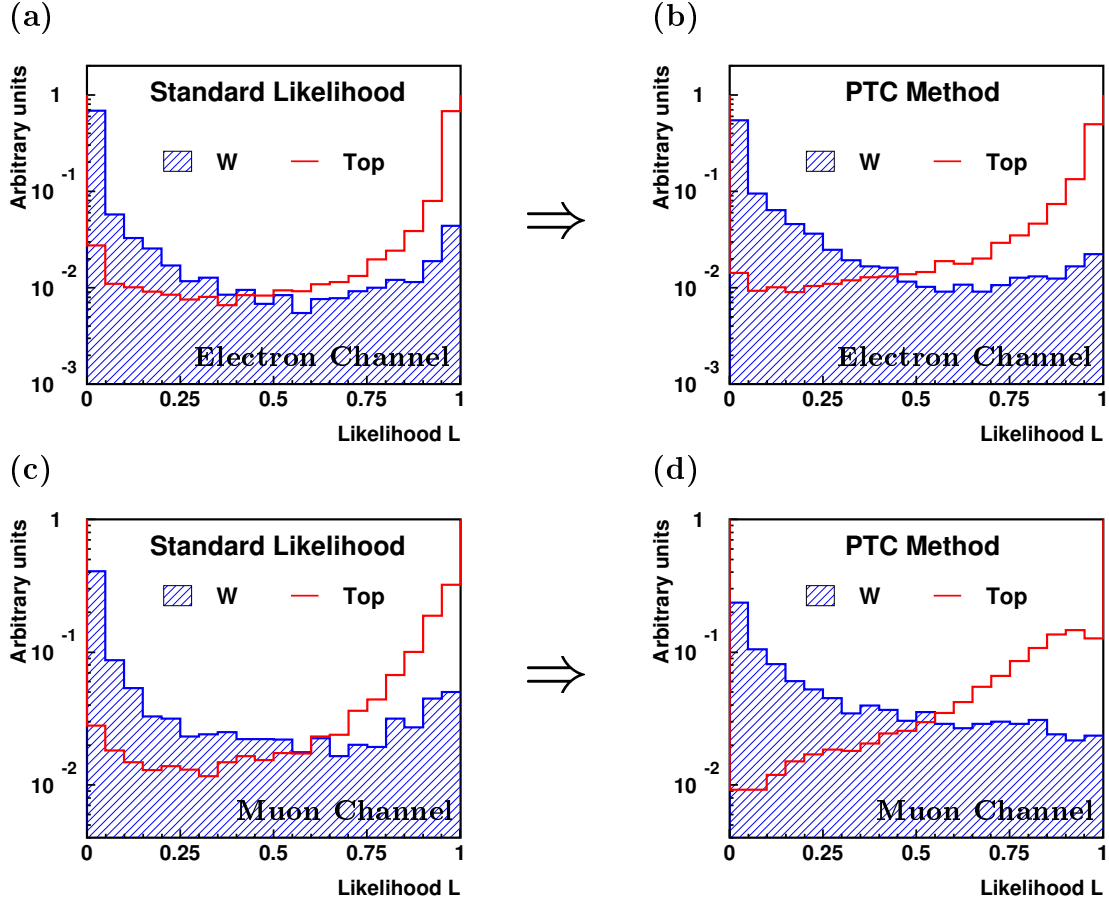 (a)
Standard Likelihood
W
Top
Arbitrary units
1
10 -1
10 -2
10 -3
Electron Channel
0 0.25 0.5 0.75 1
Likelihood L
⇒
(b)
PTC Method
W
Top
Arbitrary units
1
10 -1
10 -2
10 -3
Electron Channel
0 0.25 0.5 0.75 1
Likelihood L
(c)
Standard Likelihood
W
Top
Arbitrary units
1
10 -1
10 -2
Muon Channel
0 0.25 0.5 0.75 1
Likelihood L
⇒
(d)
PTC Method
W
Top
Arbitrary units
1
10 -1
10 -2
Muon Channel
0 0.25 0.5 0.75 1
Likelihood L